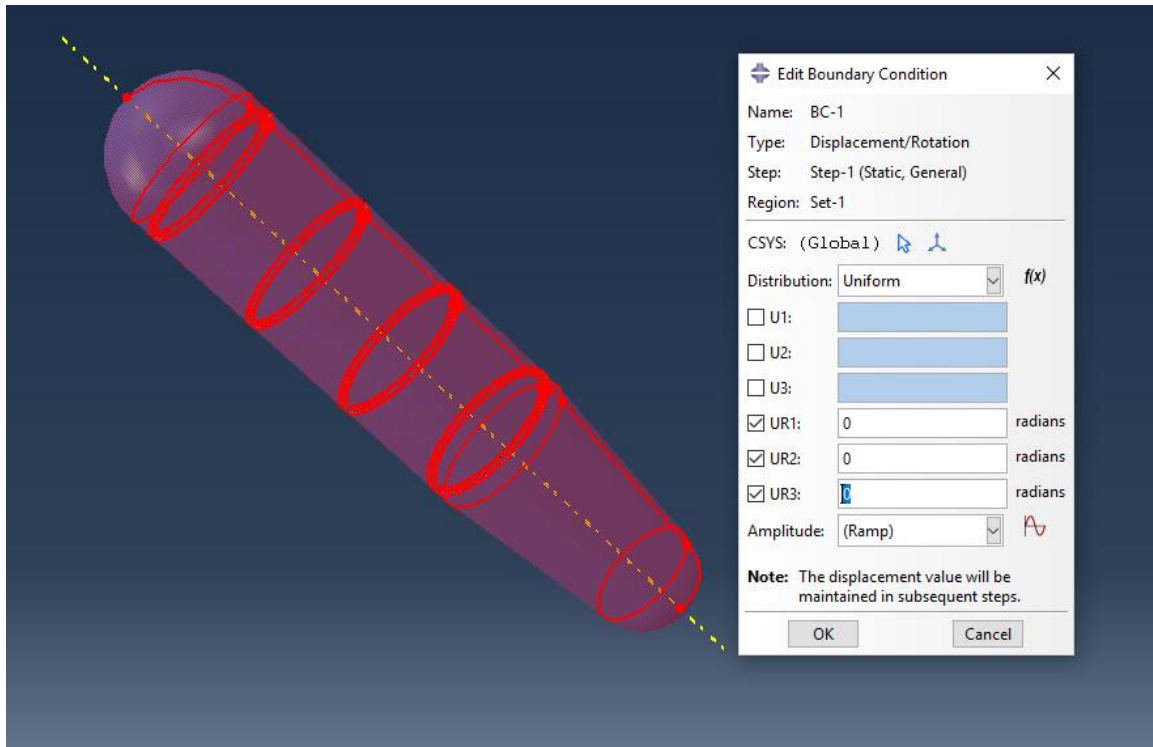 Edit Boundary Condition
Name: BC-1
Type: Displacement/Rotation
Step: Step-1 (Static, General)
Region: Set-1
CSYS: (Global)
Distribution: Uniform f(x)
U1:
U2:
U3:
UR1: 0 radians
UR2: 0 radians
UR3: 0 radians
Amplitude: (Ramp)
Note: The displacement value will be
maintained in subsequent steps.
OK Cancel